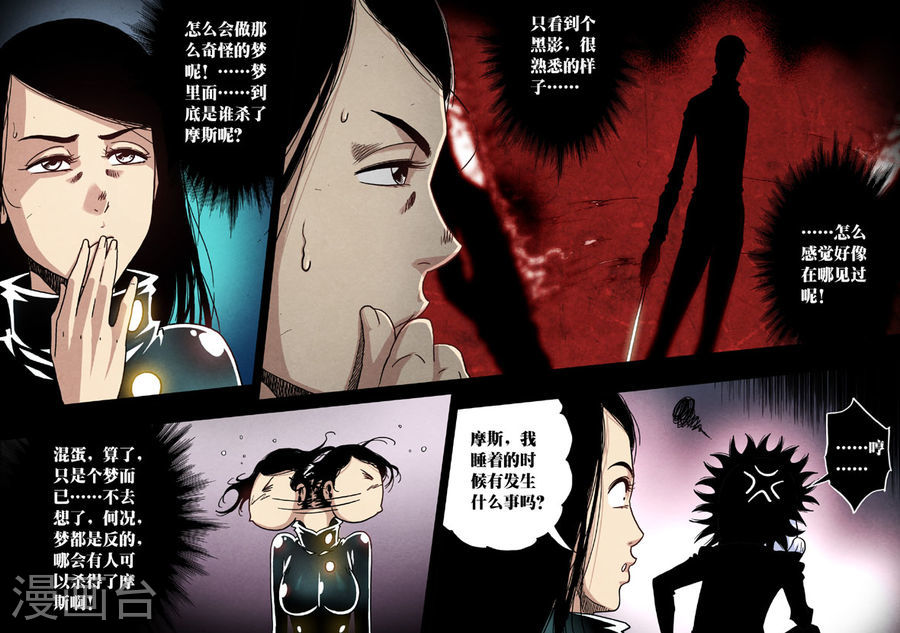 怎么会做那
么奇怪的梦
呢！……梦
里面……到
底是谁杀了
摩斯呢？
只看到个
黑影，很
熟悉的样
子……
……怎么
感觉好像
在哪见过
呢！
混蛋，算了，
只是个梦而
已……不去
想了，何况，
梦都是反的，
哪会有人可
以杀得了摩
斯啊！
摩斯，我
睡着的时
候有发生
什么事吗？
……哼
……
漫画台